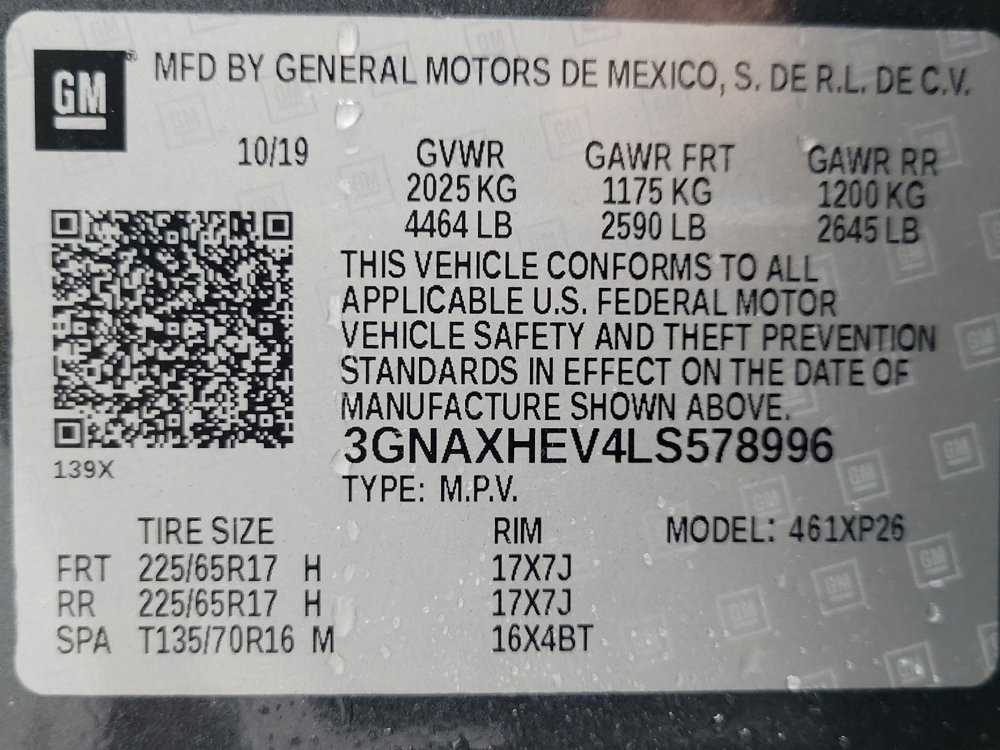 GM ® MFD BY GENERAL MOTORS DE MEXICO, S. DE R.L. DE C.V.
10/19 GVWR GAWR FRT GAWR RR
2025 KG 1175 KG 1200 KG
4464 LB 2590 LB 2645 LB
THIS VEHICLE CONFORMS TO ALL
APPLICABLE U.S. FEDERAL MOTOR
VEHICLE SAFETY AND THEFT PREVENTION
STANDARDS IN EFFECT ON THE DATE OF
MANUFACTURE SHOWN ABOVE.
3GNAXHEV4LS578996
139X
TYPE: M.P.V.
TIRE SIZE RIM MODEL: 461XP26
FRT 225/65R17 H 17X7J
RR 225/65R17 H 17X7J
SPA T135/70R16 M 16X4BT